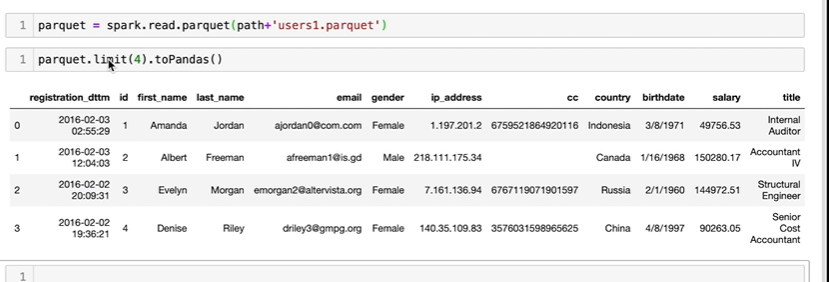 1 parquet = spark.read.parquet(path+'users1.parquet')
1 parquet.limit(4).toPandas()
registration_dttm id first_name last_name email gender ip_address cc country birthdate salary title
0 2016-02-03 02:55:29 1 Amanda Jordan ajordan0@com.com Female 1.197.201.2 6759521864920116 Indonesia 3/8/1971 49756.53 Internal Auditor
1 2016-02-03 12:04:03 2 Albert Freeman afreeman1@is.gd Male 218.111.175.34 Canada 1/16/1968 150280.17 Accountant IV
2 2016-02-02 20:09:31 3 Evelyn Morgan emorgan2@altervista.org Female 7.161.136.94 6767119071901597 Russia 2/1/1960 144972.51 Structural Engineer
3 2016-02-02 19:36:21 4 Denise Riley driley3@gmpg.org Female 140.35.109.83 3576031598965625 China 4/8/1997 90263.05 Senior Cost Accountant
1